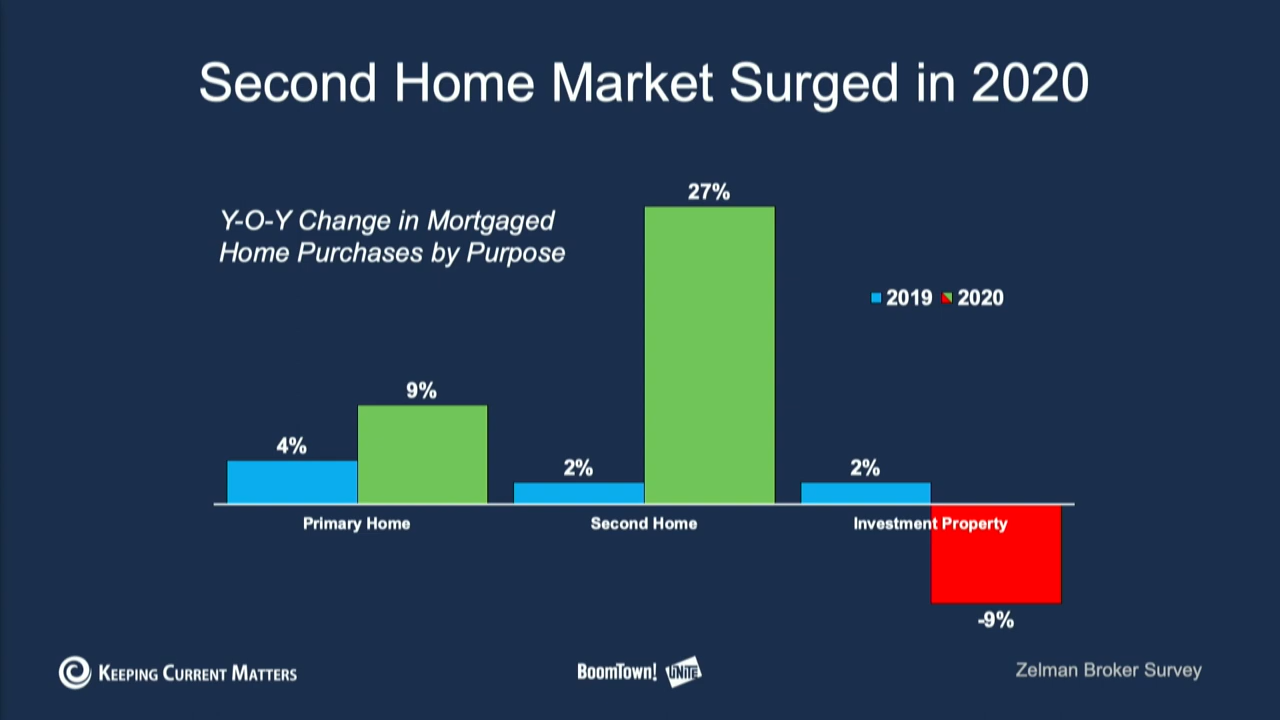 Second Home Market Surged in 2020
Y-O-Y Change in Mortgaged
Home Purchases by Purpose
27%
2019 2020
9%
4%
2%
2%
Primary Home
Second Home
Investment Property
-9%
KEEPING CURRENT MATTERS
BoomTown! UNITE
Zelman Broker Survey